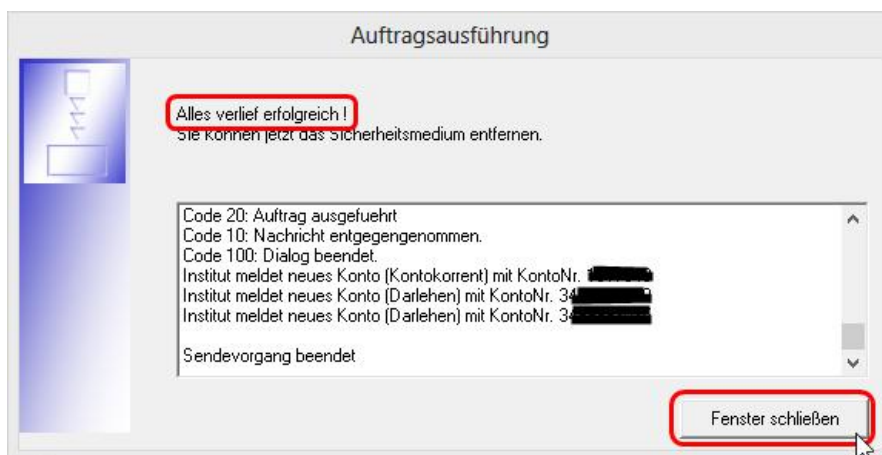 Auftragsausführung
Alles verlief erfolgreich !
Sie können jetzt das Sicherheitsmedium entfernen.
Code 20: Auftrag ausgefuehrt
Code 10: Nachricht entgegengenommen.
Code 100: Dialog beendet.
Institut meldet neues Konto (Kontokorrent) mit KontoNr.
Institut meldet neues Konto (Darlehen) mit KontoNr. 34
Institut meldet neues Konto (Darlehen) mit KontoNr. 34
Sendevorgang beendet
Fenster schließen